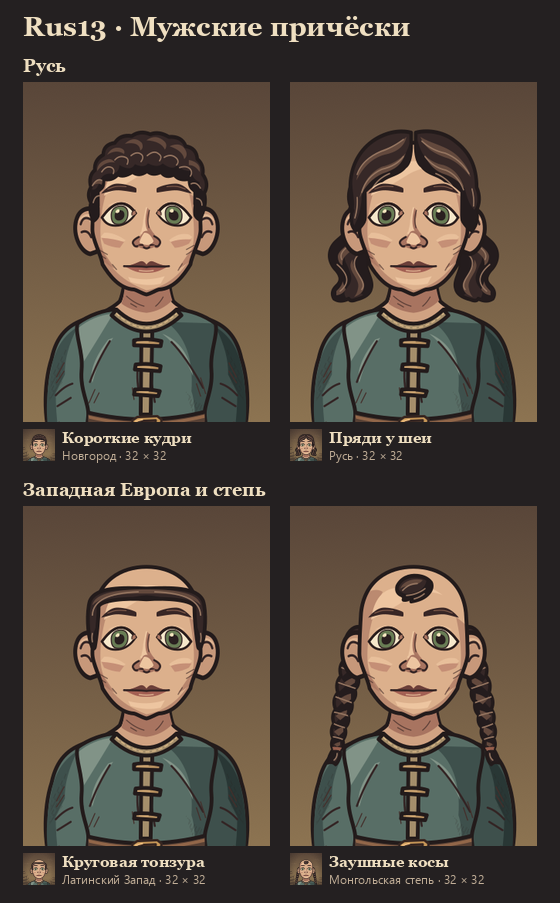 Rus13 · Мужские причёски
Русь
Короткие кудри
Новгород · 32 × 32
Пряди у шеи
Русь · 32 × 32
Западная Европа и степь
Круговая тонзура
Латинский Запад · 32 × 32
Заушные косы
Монгольская степь · 32 × 32